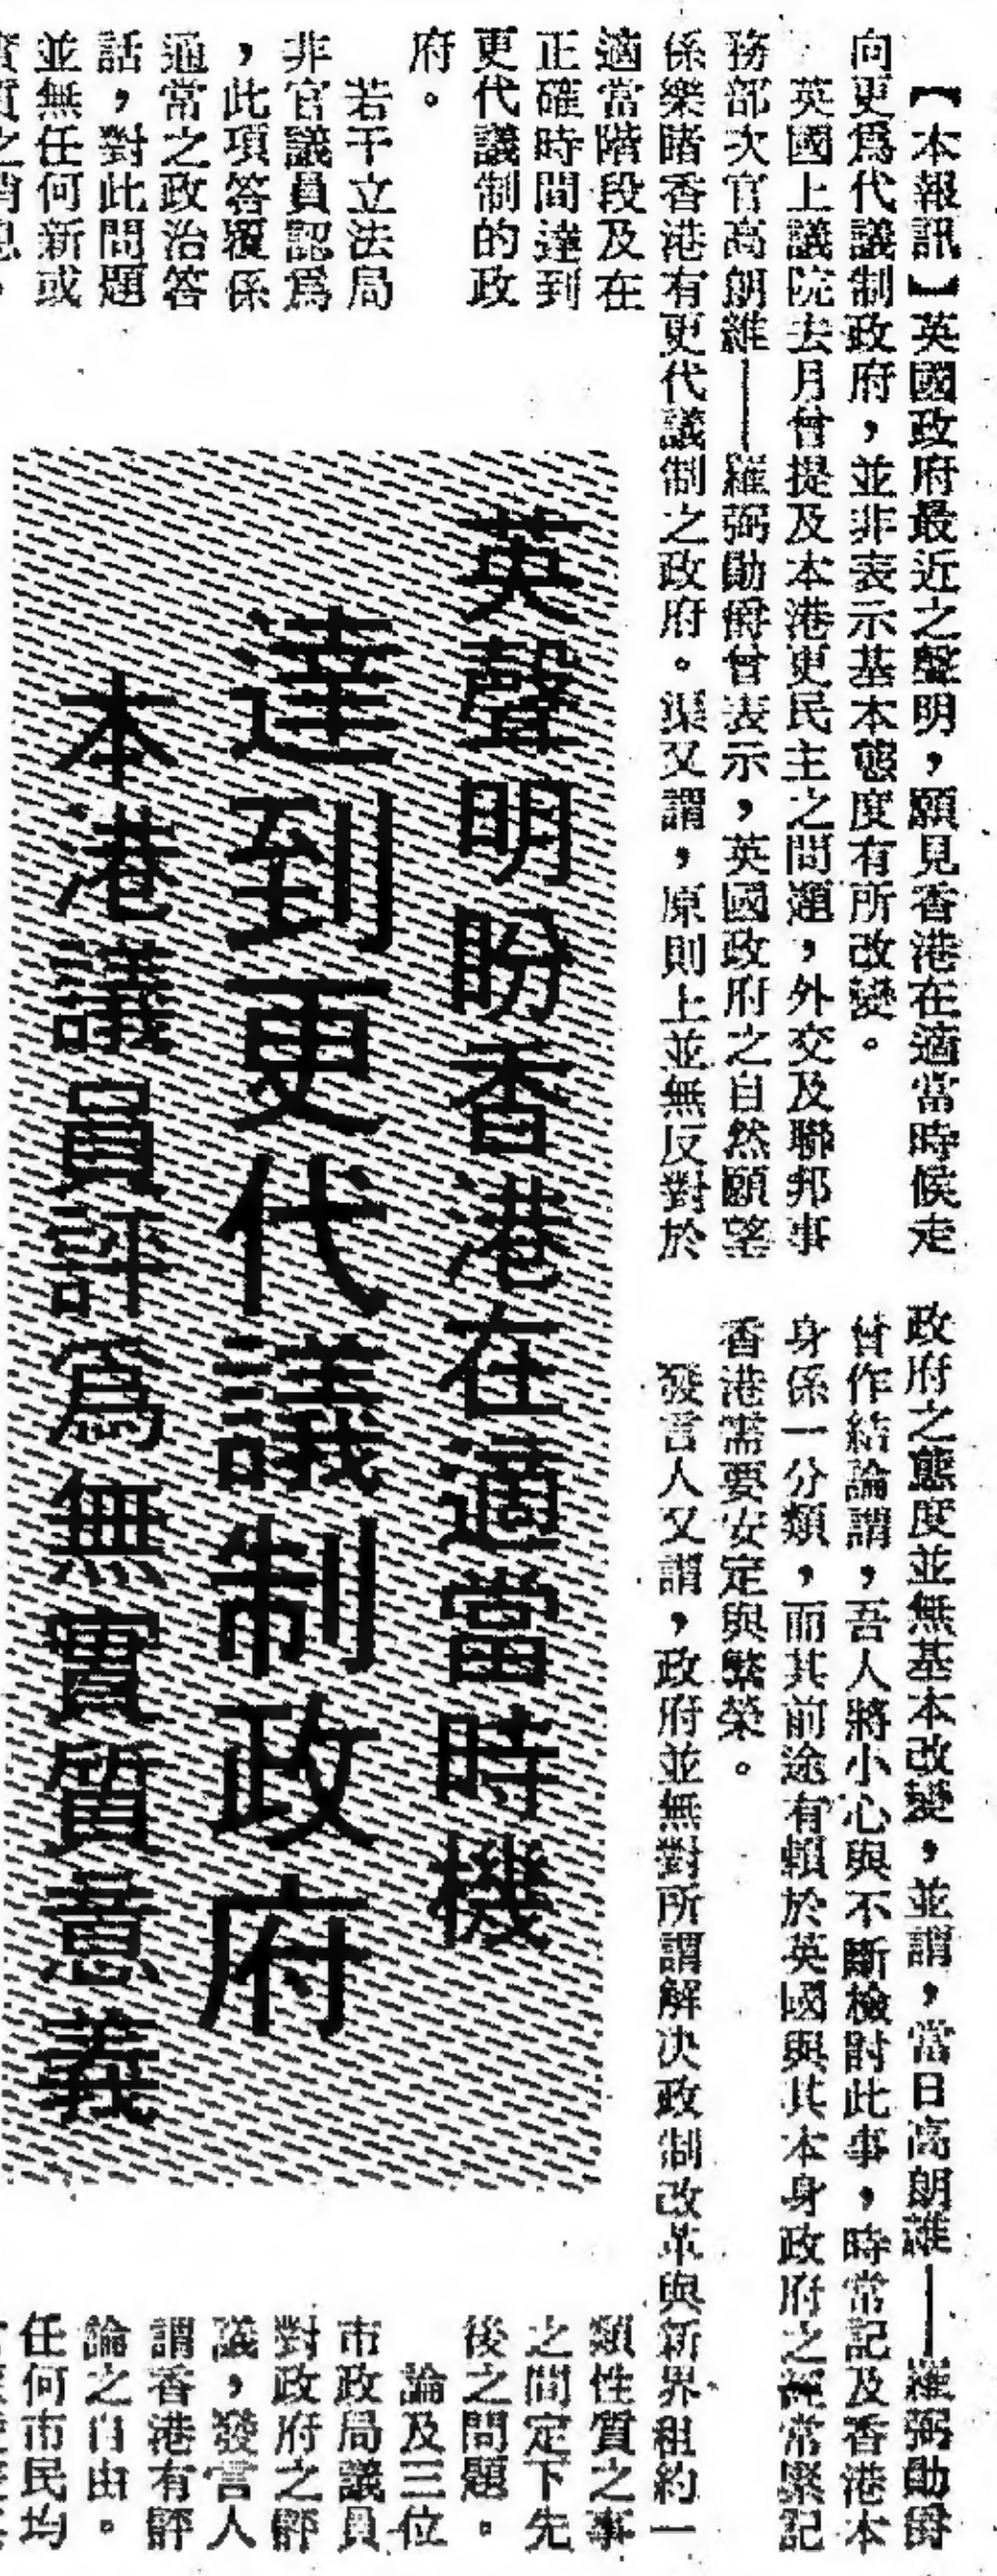 英聲明盼香港在適當時機
達到更代議制政府
本港議員評爲無實質意義
【本報訊】英國政府最近之聲明，願見香港在適當時候走
向更爲代議制政府，並非表示基本態度有所改變。
英國上議院去月曾提及本港更民主之問題，外交及聯邦事
務部次官高朗維——羅弼勛爵曾表示，英國政府之自然願望
係樂睹香港有更代議制之政府。渠又謂，原則上並無反對於
適當階段及在
正確時間達到
更代議制的政
府。
若干立法局
非官議員認爲
，此項答覆係
通常之政治答
話，對此問題
並無任何新或
實質之消息。
政府之態度並無基本改變，並謂，當日高朗維——羅弼勛爵
曾作結論謂，吾人將小心與不斷檢討此事，時常記及香港本
身係一分類，而其前途有賴於英國與其本身政府之經常緊記
香港需要安定與繁榮。
發言人又謂，政府並無對所謂解决政制改革與新界租約一
類性質之事
之間定下先
後之問題。
論及三位
市政局議員
對政府之評
議，發言人
謂香港有評
論之自由。
任何市民均